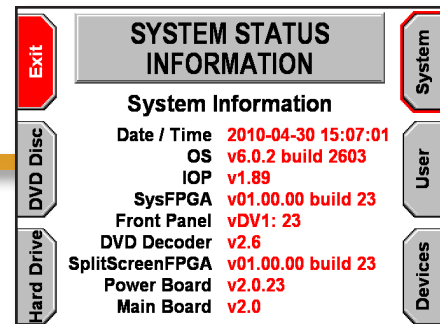 Exit
SYSTEM STATUS
INFORMATION
System
System Information
Date / Time 2010-04-30 15:07:01
OS v6.0.2 build 2603
IOP v1.89
SysFPGA v01.00.00 build 23
Front Panel vDV1: 23
DVD Decoder v2.6
SplitScreenFPGA v01.00.00 build 23
Power Board v2.0.23
Main Board v2.0
DVD Disc
User
Hard Drive
Devices